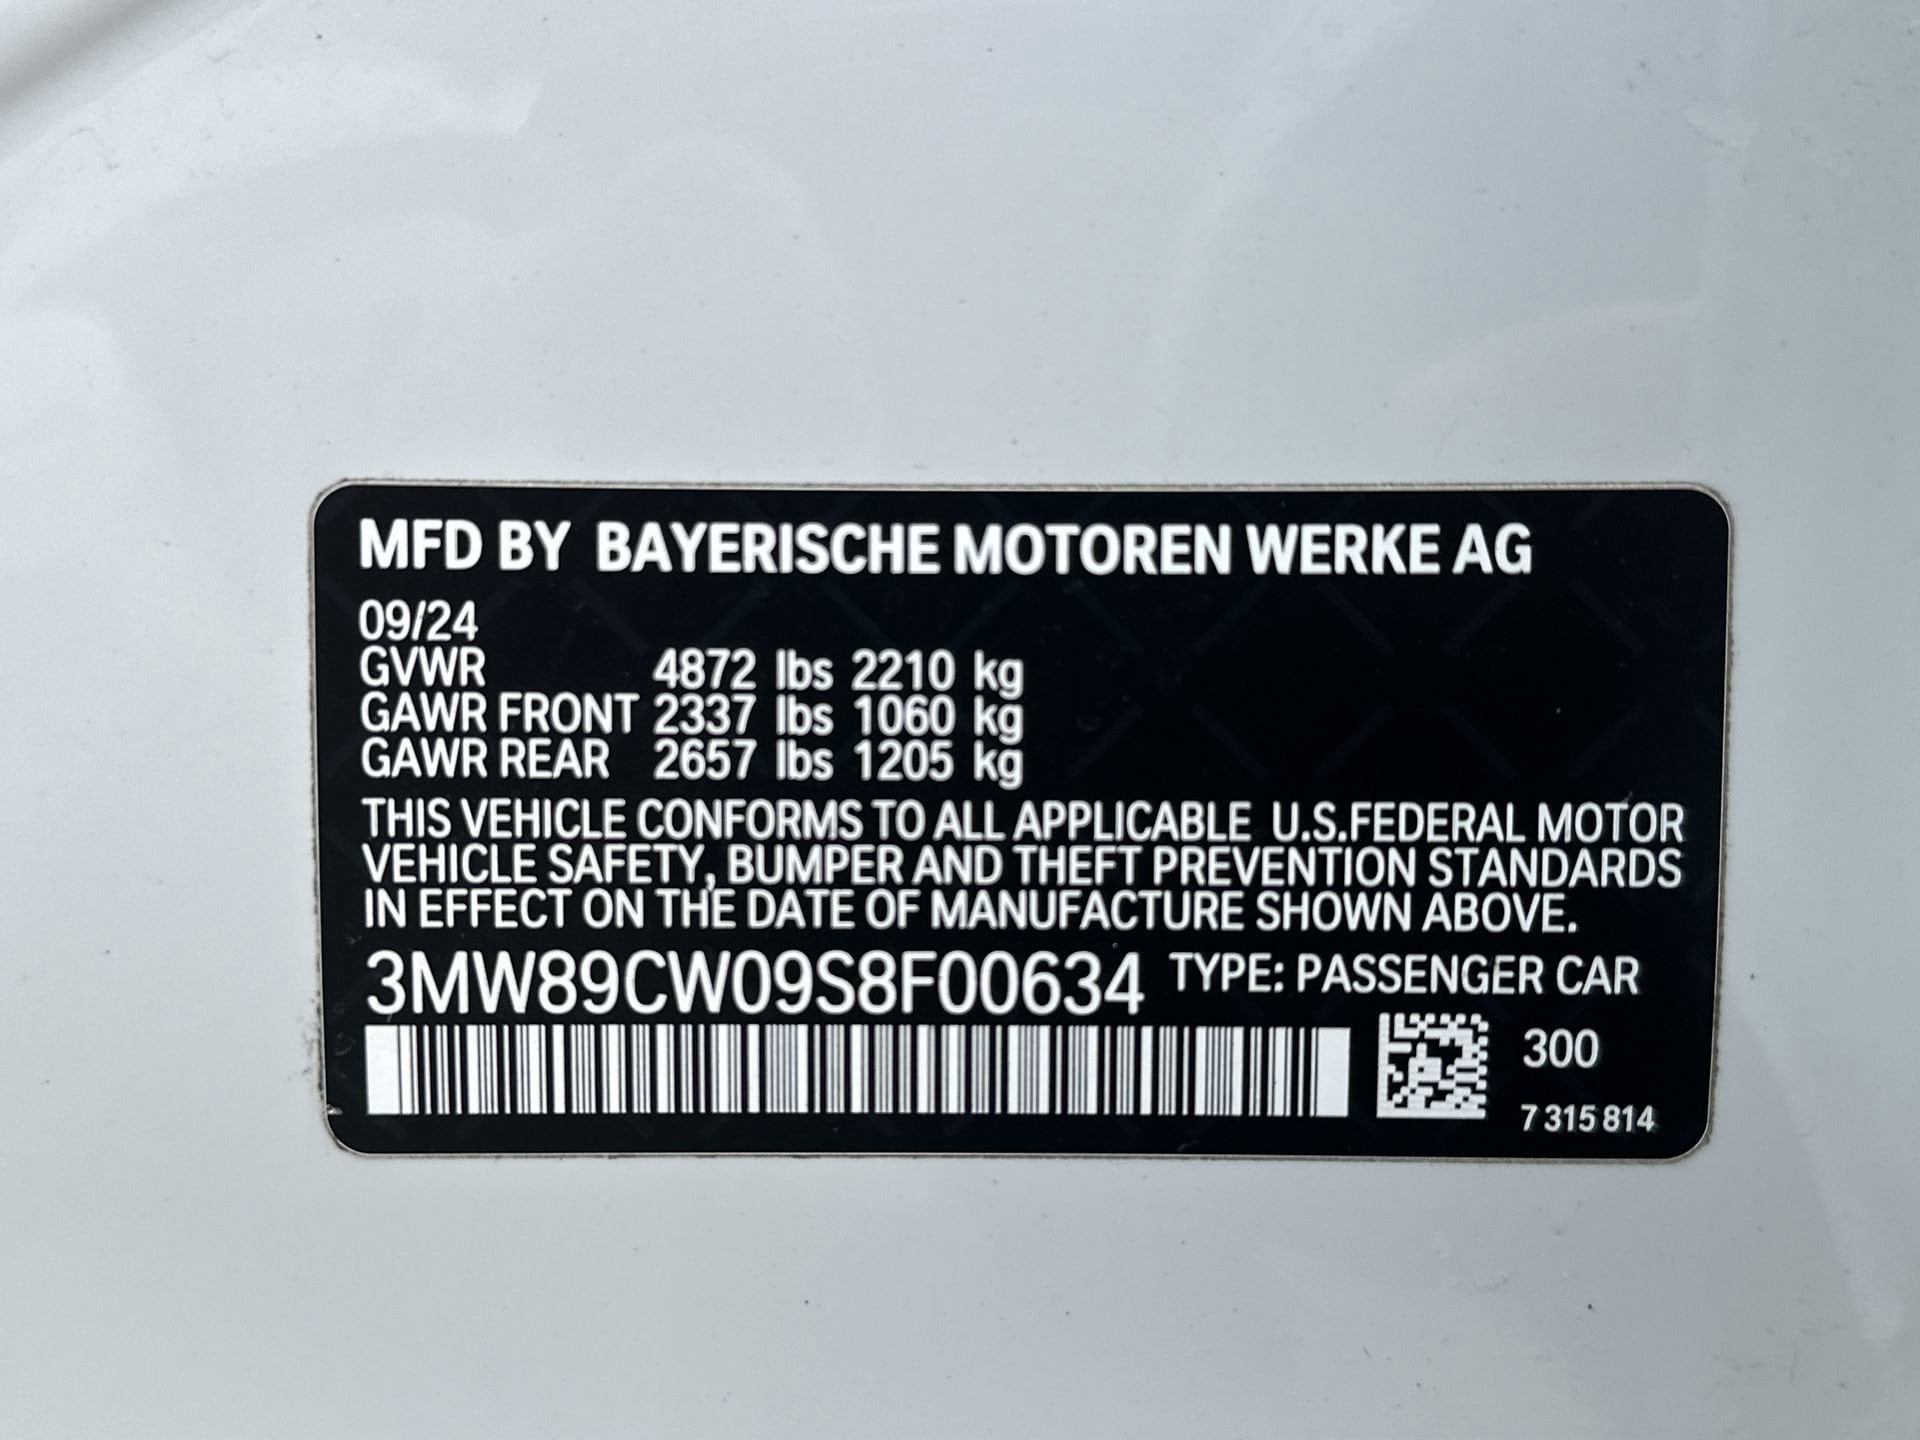 MFD BY BAYERISCHE MOTOREN WERKE AG
09/24
GVWR 4872 lbs 2210 kg
GAWR FRONT 2337 lbs 1060 kg
GAWR REAR 2657 lbs 1205 kg
THIS VEHICLE CONFORMS TO ALL APPLICABLE U.S.FEDERAL MOTOR
VEHICLE SAFETY, BUMPER AND THEFT PREVENTION STANDARDS
IN EFFECT ON THE DATE OF MANUFACTURE SHOWN ABOVE.
3MW89CW09S8F00634 TYPE: PASSENGER CAR
300
7 315 814